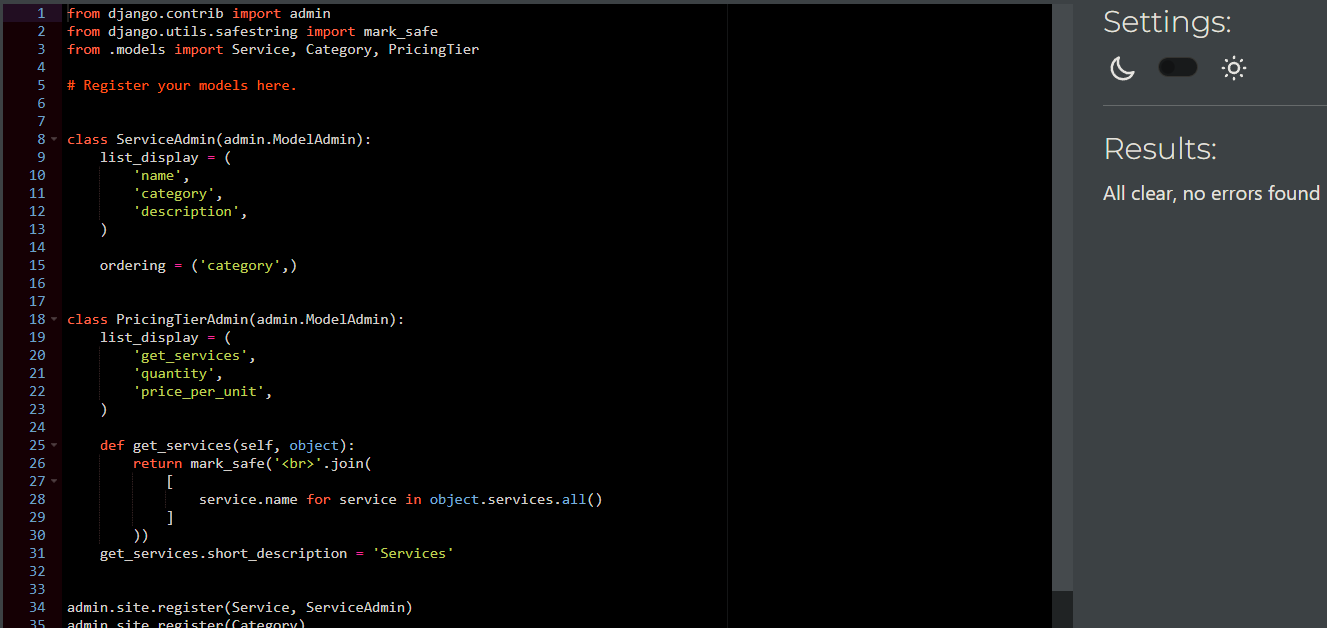 1 from django.contrib import admin
2 from django.utils.safestring import mark_safe
3 from .models import Service, Category, PricingTier
4
5 # Register your models here.
6
7
8 class ServiceAdmin(admin.ModelAdmin):
9     list_display = (
10         'name',
11         'category',
12         'description',
13     )
14
15     ordering = ('category',)
16
17
18 class PricingTierAdmin(admin.ModelAdmin):
19     list_display = (
20         'get_services',
21         'quantity',
22         'price_per_unit',
23     )
24
25     def get_services(self, object):
26         return mark_safe('<br>'.join(
27             [
28                 service.name for service in object.services.all()
29             ]
30         ))
31     get_services.short_description = 'Services'
32
33
34 admin.site.register(Service, ServiceAdmin)
35 admin.site.register(Category)
Settings:
Results:
All clear, no errors found